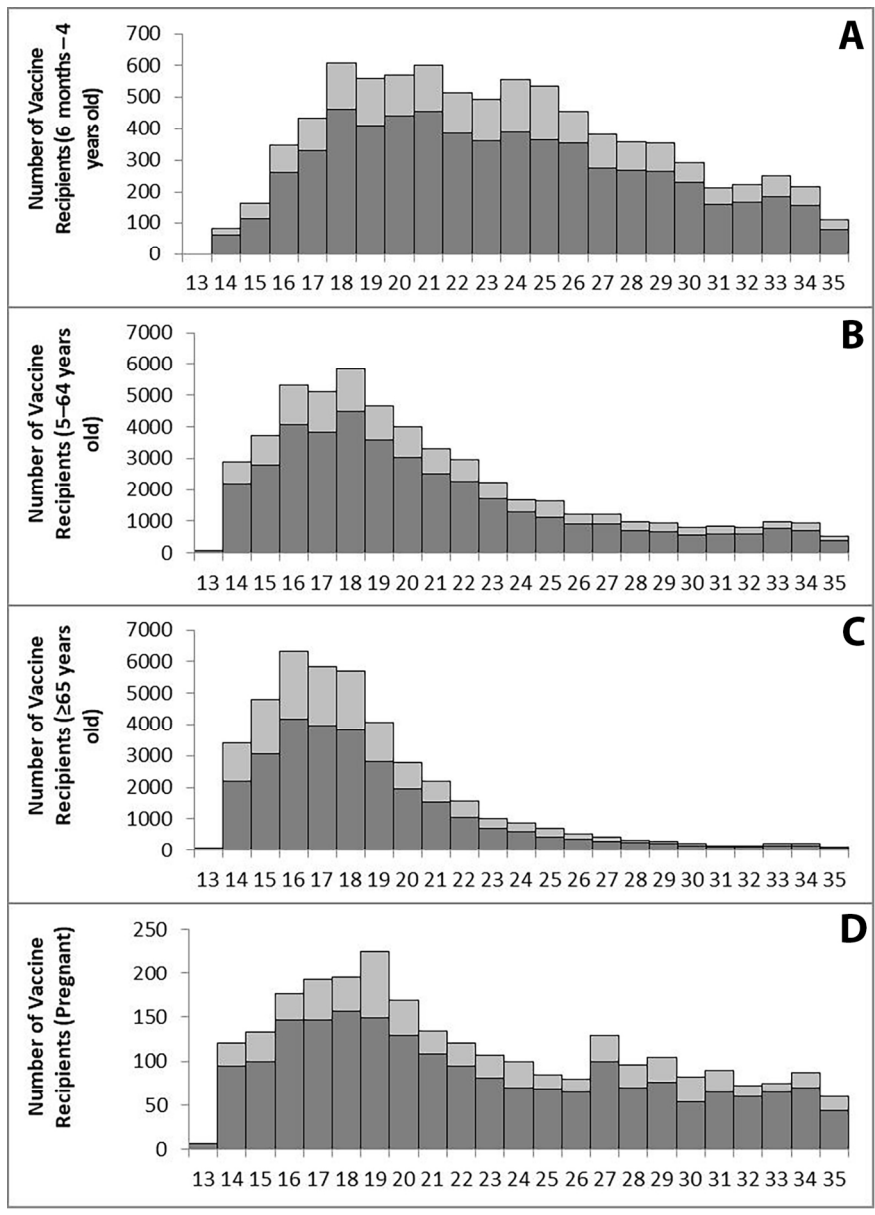 A
Number of Vaccine
Recipients (6 months–4
years old)
700
600
500
400
300
200
100
0
13 14 15 16 17 18 19 20 21 22 23 24 25 26 27 28 29 30 31 32 33 34 35
B
Number of Vaccine
Recipients (5–64 years
old)
7000
6000
5000
4000
3000
2000
1000
0
13 14 15 16 17 18 19 20 21 22 23 24 25 26 27 28 29 30 31 32 33 34 35
C
Number of Vaccine
Recipients (≥65 years
old)
7000
6000
5000
4000
3000
2000
1000
0
13 14 15 16 17 18 19 20 21 22 23 24 25 26 27 28 29 30 31 32 33 34 35
D
Number of Vaccine
Recipients (Pregnant)
250
200
150
100
50
0
13 14 15 16 17 18 19 20 21 22 23 24 25 26 27 28 29 30 31 32 33 34 35